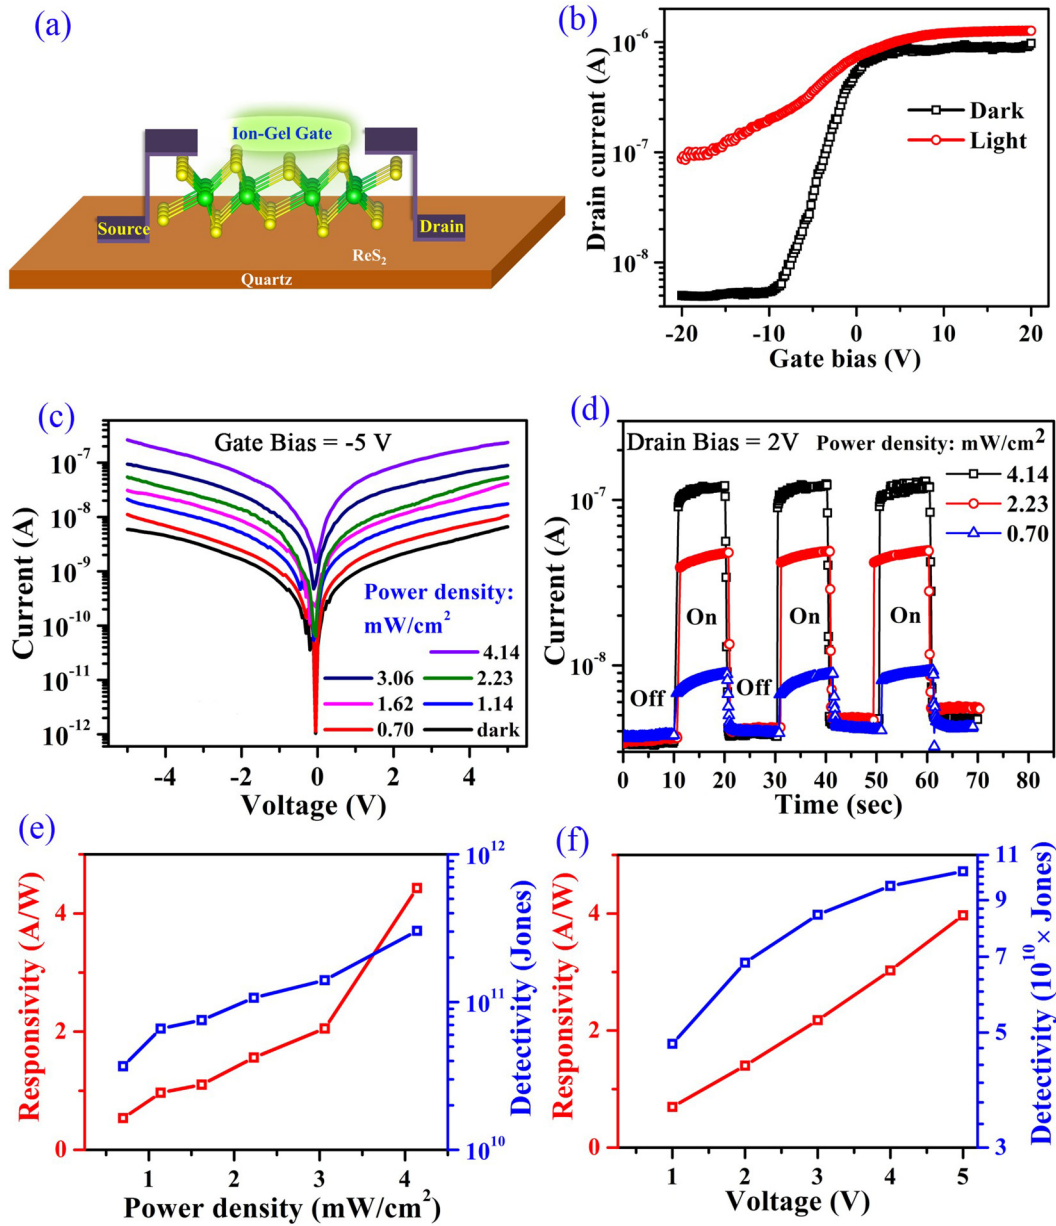 (a)
Ion-Gel Gate
Source
Drain
ReS2
Quartz
(b)
Drain current (A)
10⁻⁶
10⁻⁷
10⁻⁸
Dark
Light
-20 -10 0 10 20
Gate bias (V)
(c)
Gate Bias = -5 V
Current (A)
10⁻⁷
10⁻⁸
10⁻⁹
10⁻¹⁰
10⁻¹¹
10⁻¹²
Power density:
mW/cm²
4.14
3.06 2.23
1.62 1.14
0.70 dark
-4 -2 0 2 4
Voltage (V)
(d)
Drain Bias = 2V
Power density: mW/cm²
4.14
2.23
0.70
Current (A)
10⁻⁷
10⁻⁸
On On On
Off Off
0 10 20 30 40 50 60 70 80
Time (sec)
(e)
Responsivity (A/W)
4
2
0
10¹²
10¹¹
10¹⁰
Detectivity (Jones)
1 2 3 4
Power density (mW/cm²)
(f)
Responsivity (A/W)
4
2
0
11
9
7
5
3
Detectivity (10¹⁰× Jones)
1 2 3 4 5
Voltage (V)